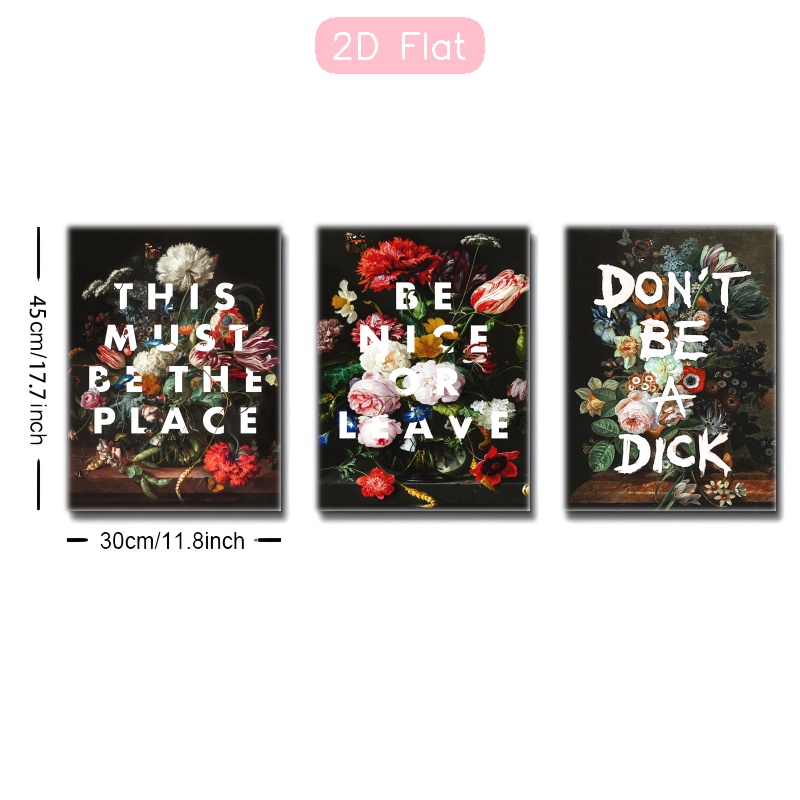 2D Flat
45cm/17.7inch
THIS
MUST
BE THE
PLACE
BE
NICE
OR
LEAVE
DON'T
BE
A
DICK
30cm/11.8inch